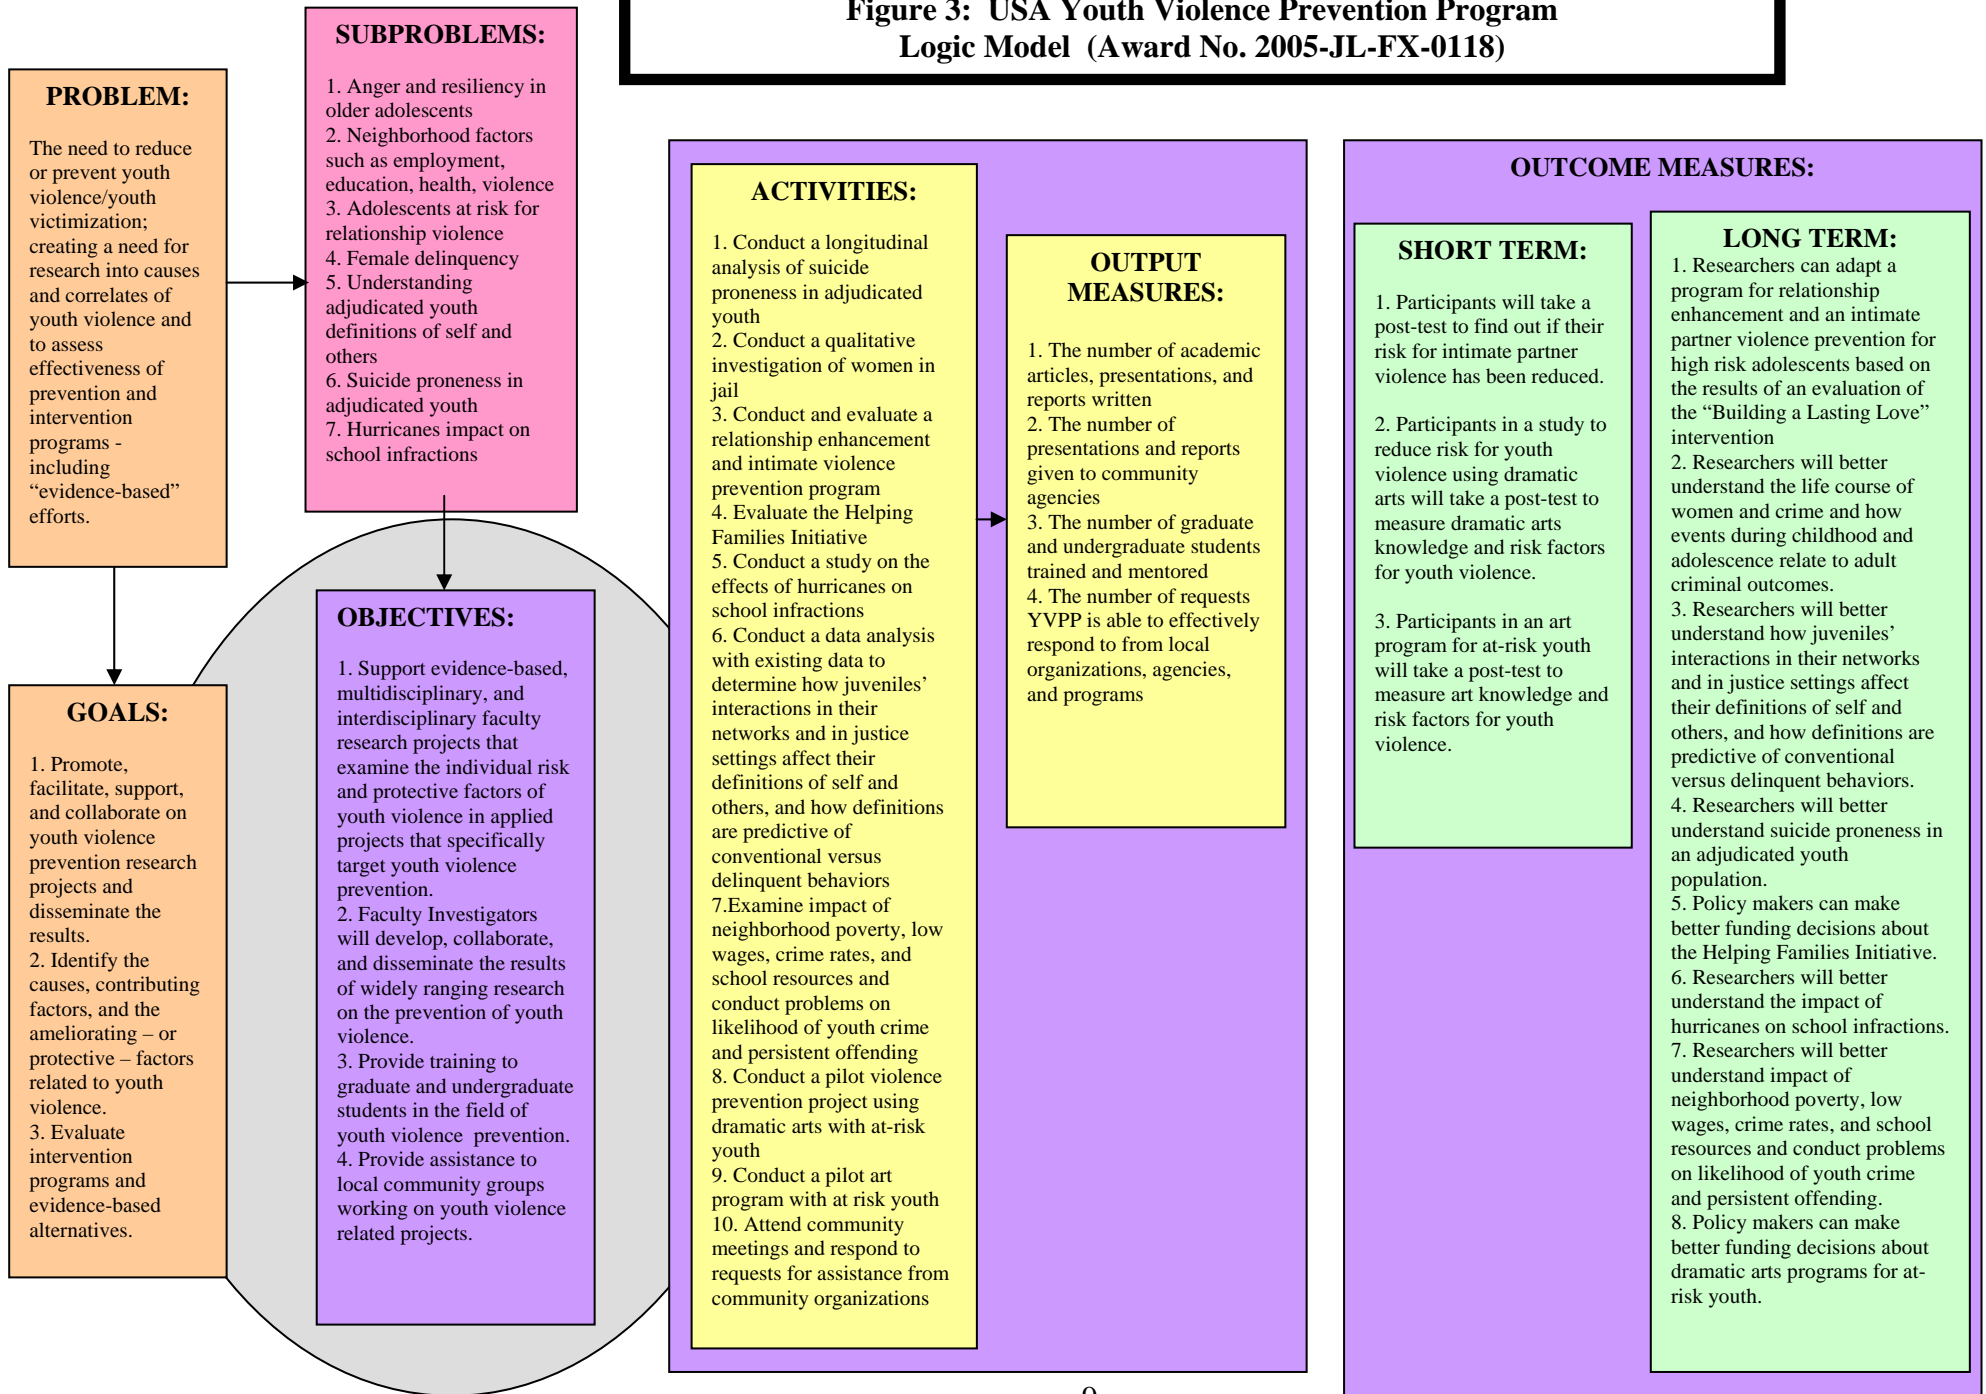 Figure 3:  USA Youth Violence Prevention Program
Logic Model  (Award No. 2005-JL-FX-0118)
PROBLEM:
The need to reduce
or prevent youth
violence/youth
victimization;
creating a need for
research into causes
and correlates of
youth violence and
to assess
effectiveness of
prevention and
intervention
programs -
including
“evidence-based”
efforts.
SUBPROBLEMS:
1. Anger and resiliency in
older adolescents
2. Neighborhood factors
such as employment,
education, health, violence
3. Adolescents at risk for
relationship violence
4. Female delinquency
5. Understanding
adjudicated youth
definitions of self and
others
6. Suicide proneness in
adjudicated youth
7. Hurricanes impact on
school infractions
GOALS:
1. Promote,
facilitate, support,
and collaborate on
youth violence
prevention research
projects and
disseminate the
results.
2. Identify the
causes, contributing
factors, and the
ameliorating – or
protective – factors
related to youth
violence.
3. Evaluate
intervention
programs and
evidence-based
alternatives.
OBJECTIVES:
1. Support evidence-based,
multidisciplinary, and
interdisciplinary faculty
research projects that
examine the individual risk
and protective factors of
youth violence in applied
projects that specifically
target youth violence
prevention.
2. Faculty Investigators
will develop, collaborate,
and disseminate the results
of widely ranging research
on the prevention of youth
violence.
3. Provide training to
graduate and undergraduate
students in the field of
youth violence  prevention.
4. Provide assistance to
local community groups
working on youth violence
related projects.
ACTIVITIES:
1. Conduct a longitudinal
analysis of suicide
proneness in adjudicated
youth
2. Conduct a qualitative
investigation of women in
jail
3. Conduct and evaluate a
relationship enhancement
and intimate violence
prevention program
4. Evaluate the Helping
Families Initiative
5. Conduct a study on the
effects of hurricanes on
school infractions
6. Conduct a data analysis
with existing data to
determine how juveniles’
interactions in their
networks and in justice
settings affect their
definitions of self and
others, and how definitions
are predictive of
conventional versus
delinquent behaviors
7.Examine impact of
neighborhood poverty, low
wages, crime rates, and
school resources and
conduct problems on
likelihood of youth crime
and persistent offending
8. Conduct a pilot violence
prevention project using
dramatic arts with at-risk
youth
9. Conduct a pilot art
program with at risk youth
10. Attend community
meetings and respond to
requests for assistance from
community organizations
OUTPUT
MEASURES:
1. The number of academic
articles, presentations, and
reports written
2. The number of
presentations and reports
given to community
agencies
3. The number of graduate
and undergraduate students
trained and mentored
4. The number of requests
YVPP is able to effectively
respond to from local
organizations, agencies,
and programs
OUTCOME MEASURES:
SHORT TERM:
1. Participants will take a
post-test to find out if their
risk for intimate partner
violence has been reduced.
2. Participants in a study to
reduce risk for youth
violence using dramatic
arts will take a post-test to
measure dramatic arts
knowledge and risk factors
for youth violence.
3. Participants in an art
program for at-risk youth
will take a post-test to
measure art knowledge and
risk factors for youth
violence.
LONG TERM:
1. Researchers can adapt a
program for relationship
enhancement and an intimate
partner violence prevention for
high risk adolescents based on
the results of an evaluation of
the “Building a Lasting Love”
intervention
2. Researchers will better
understand the life course of
women and crime and how
events during childhood and
adolescence relate to adult
criminal outcomes.
3. Researchers will better
understand how juveniles’
interactions in their networks
and in justice settings affect
their definitions of self and
others, and how definitions are
predictive of conventional
versus delinquent behaviors.
4. Researchers will better
understand suicide proneness in
an adjudicated youth
population.
5. Policy makers can make
better funding decisions about
the Helping Families Initiative.
6. Researchers will better
understand the impact of
hurricanes on school infractions.
7. Researchers will better
understand impact of
neighborhood poverty, low
wages, crime rates, and school
resources and conduct problems
on likelihood of youth crime
and persistent offending.
8. Policy makers can make
better funding decisions about
dramatic arts programs for at-
risk youth.